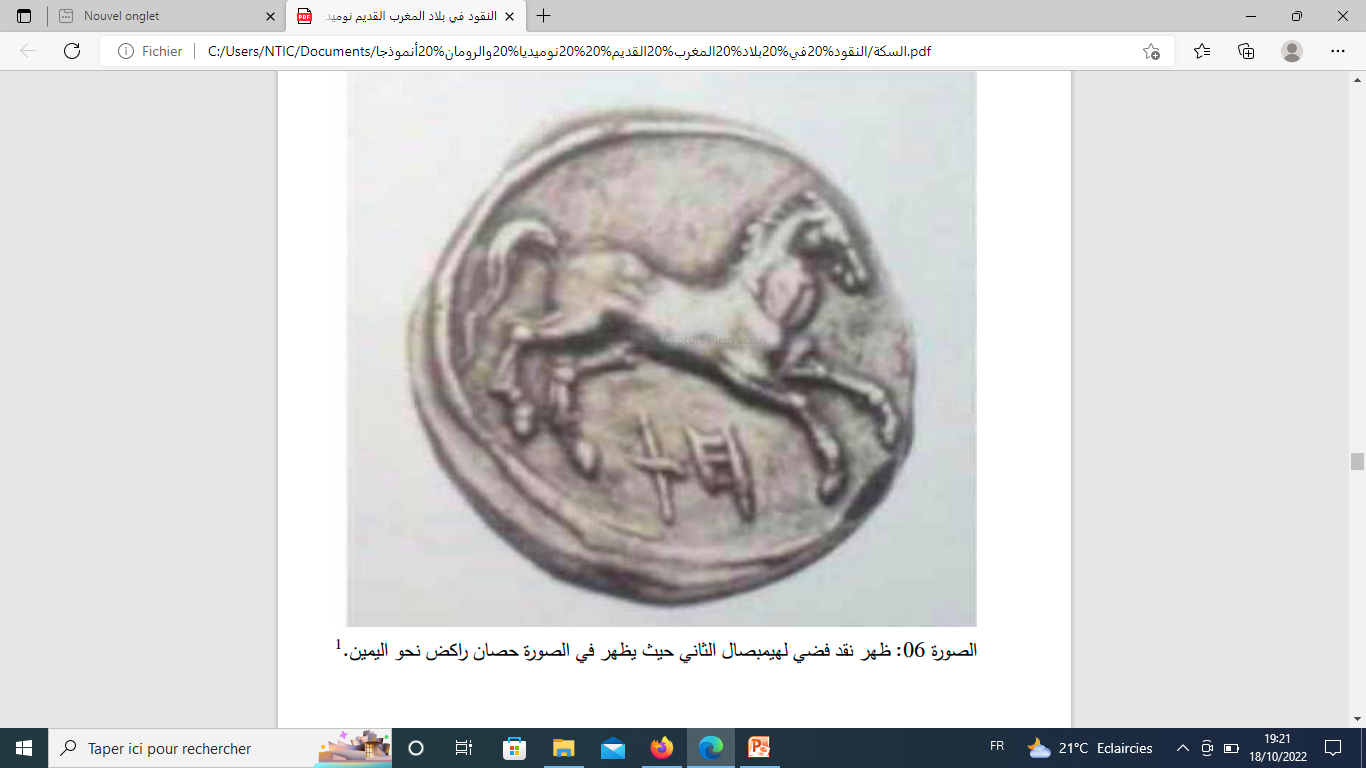 Nouvel onglet
النقود في بلاد المغرب القديم نوميد
Fichier
C:/Users/NTIC/Documents/السكة/النقود%20في%20بلاد%20المغرب%20القديم%20%20نوميديا%20والرومان%20أنموذجا.pdf
الصورة 06: ظهر نقد فضي لهيمبصال الثاني حيث يظهر في الصورة حصان راكض نحو اليمين.1
Taper ici pour rechercher
FR
21°C Eclaircies
19:21
18/10/2022